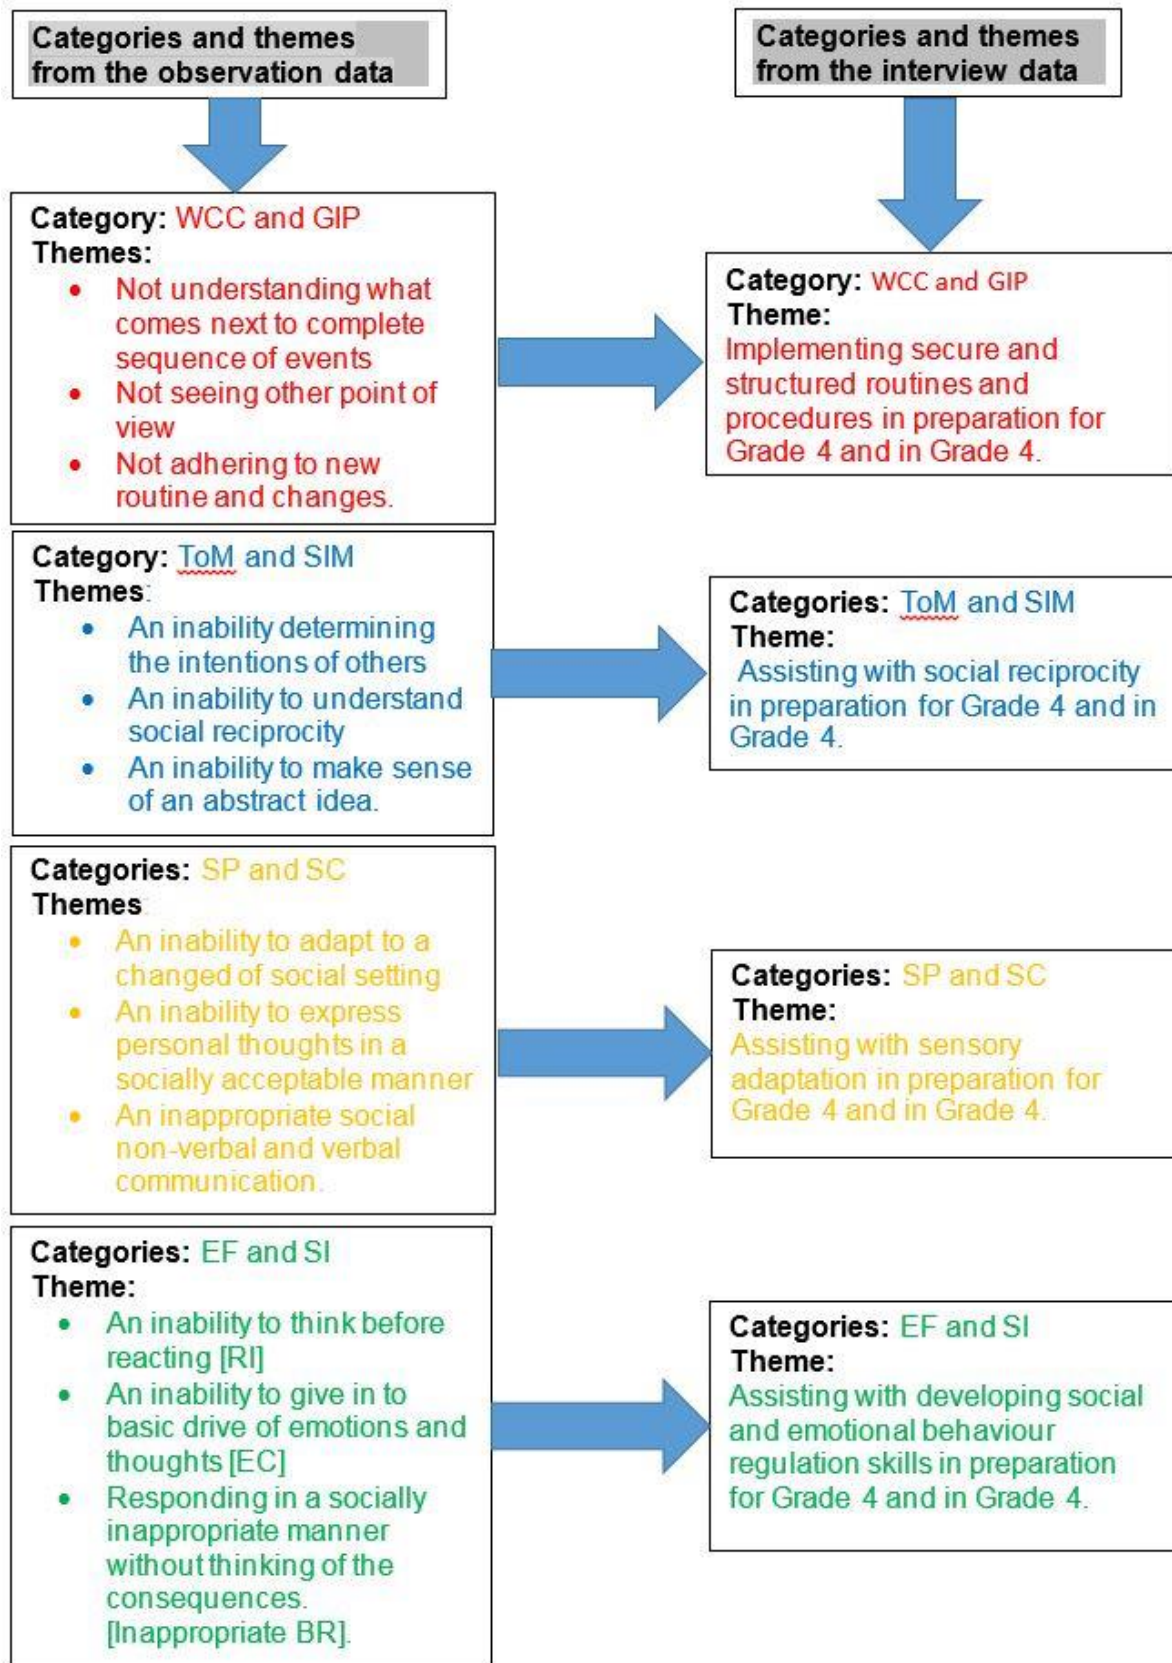 Categories and themes
from the observation data
Categories and themes
from the interview data
Category: WCC and GIP
Themes:
• Not understanding what
comes next to complete
sequence of events
• Not seeing other point of
view
• Not adhering to new
routine and changes.
Category: WCC and GIP
Theme:
Implementing secure and
structured routines and
procedures in preparation for
Grade 4 and in Grade 4.
Category: ToM and SIM
Themes:
• An inability determining
the intentions of others
• An inability to understand
social reciprocity
• An inability to make sense
of an abstract idea.
Categories: ToM and SIM
Theme:
Assisting with social reciprocity
in preparation for Grade 4 and in
Grade 4.
Categories: SP and SC
Themes:
• An inability to adapt to a
changed of social setting
• An inability to express
personal thoughts in a
socially acceptable manner
• An inappropriate social
non-verbal and verbal
communication.
Categories: SP and SC
Theme:
Assisting with sensory
adaptation in preparation for
Grade 4 and in Grade 4.
Categories: EF and SI
Theme:
• An inability to think before
reacting [RI]
• An inability to give in to
basic drive of emotions and
thoughts [EC]
• Responding in a socially
inappropriate manner
without thinking of the
consequences.
[Inappropriate BR].
Categories: EF and SI
Theme:
Assisting with developing social
and emotional behaviour
regulation skills in preparation
for Grade 4 and in Grade 4.